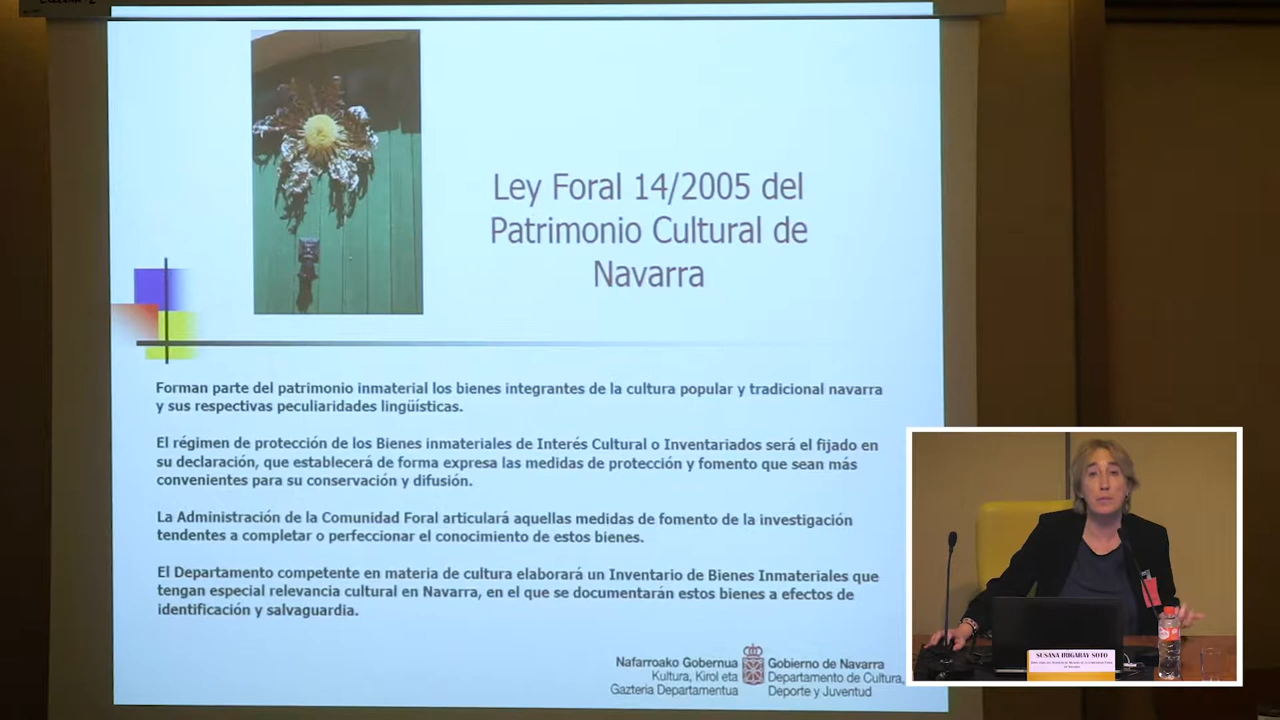 Ley Foral 14/2005 del
Patrimonio Cultural de
Navarra
Forman parte del patrimonio inmaterial los bienes integrantes de la cultura popular y tradicional navarra
y sus respectivas peculiaridades lingüísticas.
El régimen de protección de los Bienes inmateriales de Interés Cultural o Inventariados será el fijado en
su declaración, que establecerá de forma expresa las medidas de protección y fomento que sean más
convenientes para su conservación y difusión.
La Administración de la Comunidad Foral articulará aquellas medidas de fomento de la investigación
tendentes a completar o perfeccionar el conocimiento de estos bienes.
El Departamento competente en materia de cultura elaborará un Inventario de Bienes Inmateriales que
tengan especial relevancia cultural en Navarra, en el que se documentarán estos bienes a efectos de
identificación y salvaguardia.
Nafarroako Gobernua
Kultura, Kirol eta
Gazteria Departamentua
Gobierno de Navarra
Departamento de Cultura,
Deporte y Juventud
SUSANA IRIGARAY SOTO